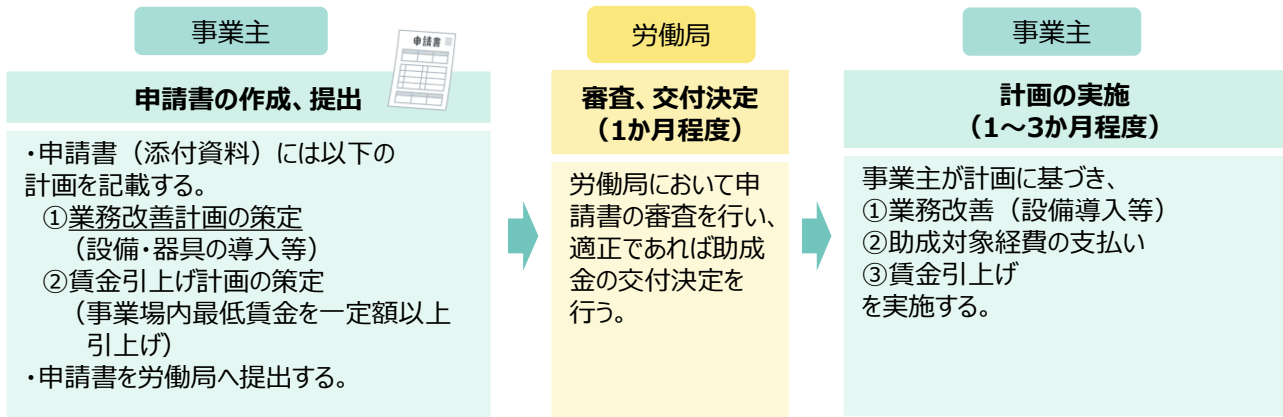 事業主
申請書
申請書の作成、提出
・申請書（添付資料）には以下の
計画を記載する。
①業務改善計画の策定
（設備・器具の導入等）
②賃金引上げ計画の策定
（事業場内最低賃金を一定額以上
引上げ）
・申請書を労働局へ提出する。
労働局
審査、交付決定
（1か月程度）
労働局において申
請書の審査を行い、
適正であれば助成
金の交付決定を
行う。
事業主
計画の実施
（1～3か月程度）
事業主が計画に基づき、
①業務改善（設備導入等）
②助成対象経費の支払い
③賃金引上げ
を実施する。